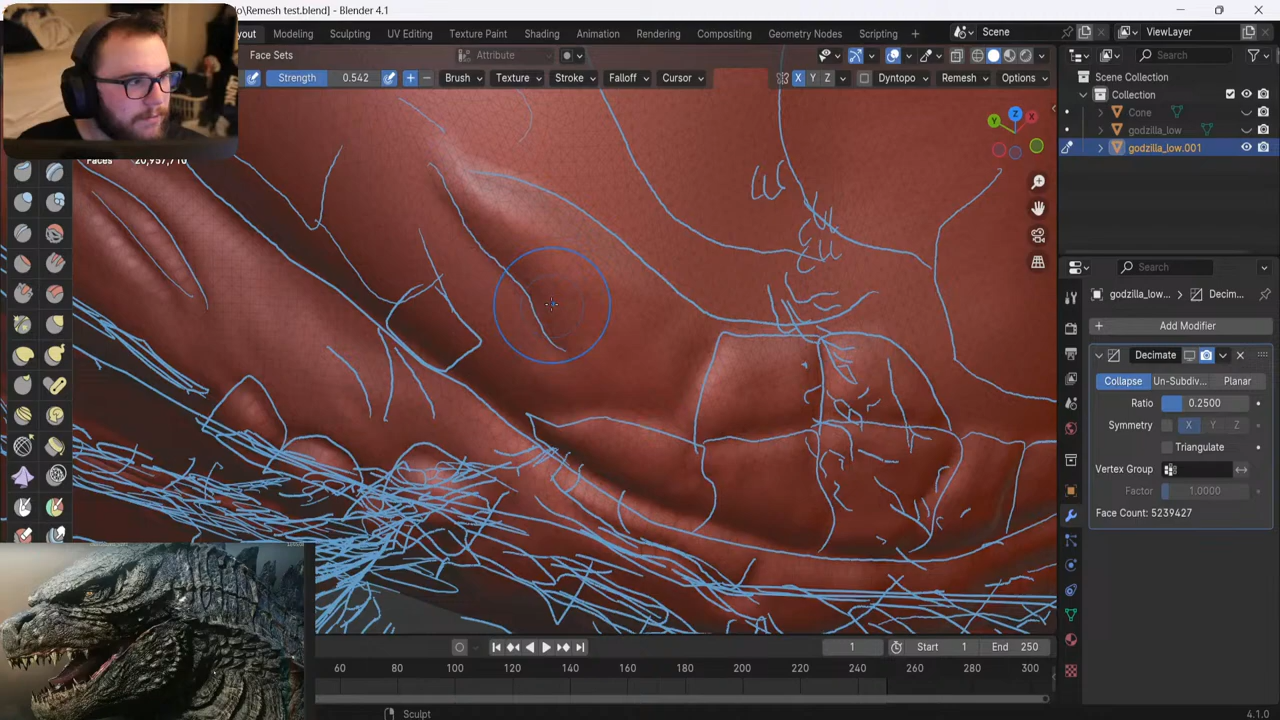 \Remesh test.blend] - Blender 4.1
out
Modeling
Sculpting
UV Editing
Texture Paint
Shading
Animation
Rendering
Compositing
Geometry Nodes
Scripting
Scene
ViewLayer
Face Sets
Attribute
Search
Strength 0.542
Brush
Texture
Stroke
Falloff
Cursor
X Y Z
Dyntopo
Remesh
Options
Scene Collection
Collection
Cone
godzilla_low
godzilla_low.001
Z
Y
X
Search
godzilla_low...
Decim...
Add Modifier
Decimate
Collapse
Un-Subdiv...
Planar
Ratio 0.2500
Symmetry X Y Z
Triangulate
Vertex Group
Factor 1.0000
Face Count: 5239427
1
Start 1
End 250
60 80 100 120 140 160 180 200 220 240 260 280 300
Sculpt
4.1.0